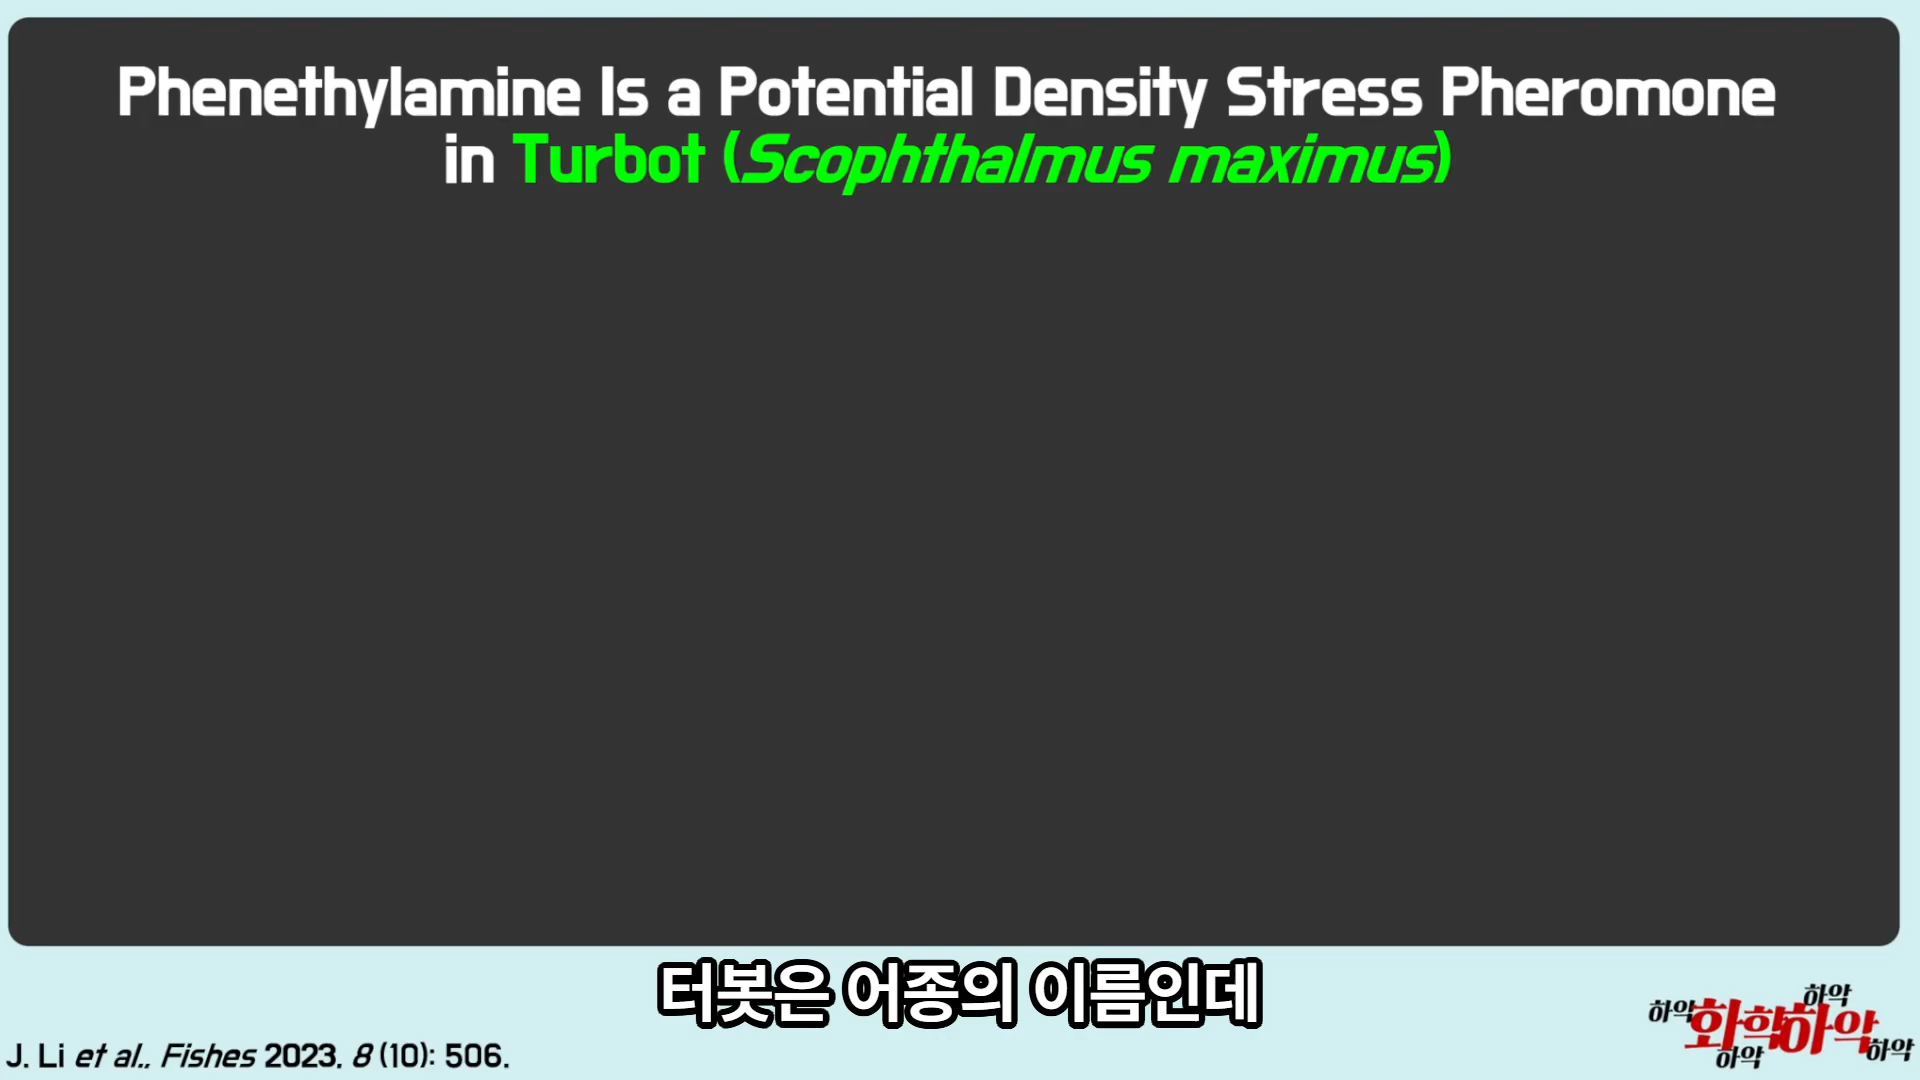 Phenethylamine Is a Potential Density Stress Pheromone
in Turbot (Scophthalmus maximus)
터봇은 어종의 이름인데
J. Li et al., Fishes 2023, 8 (10): 506.
하약
하약
화학하약
하약
하약